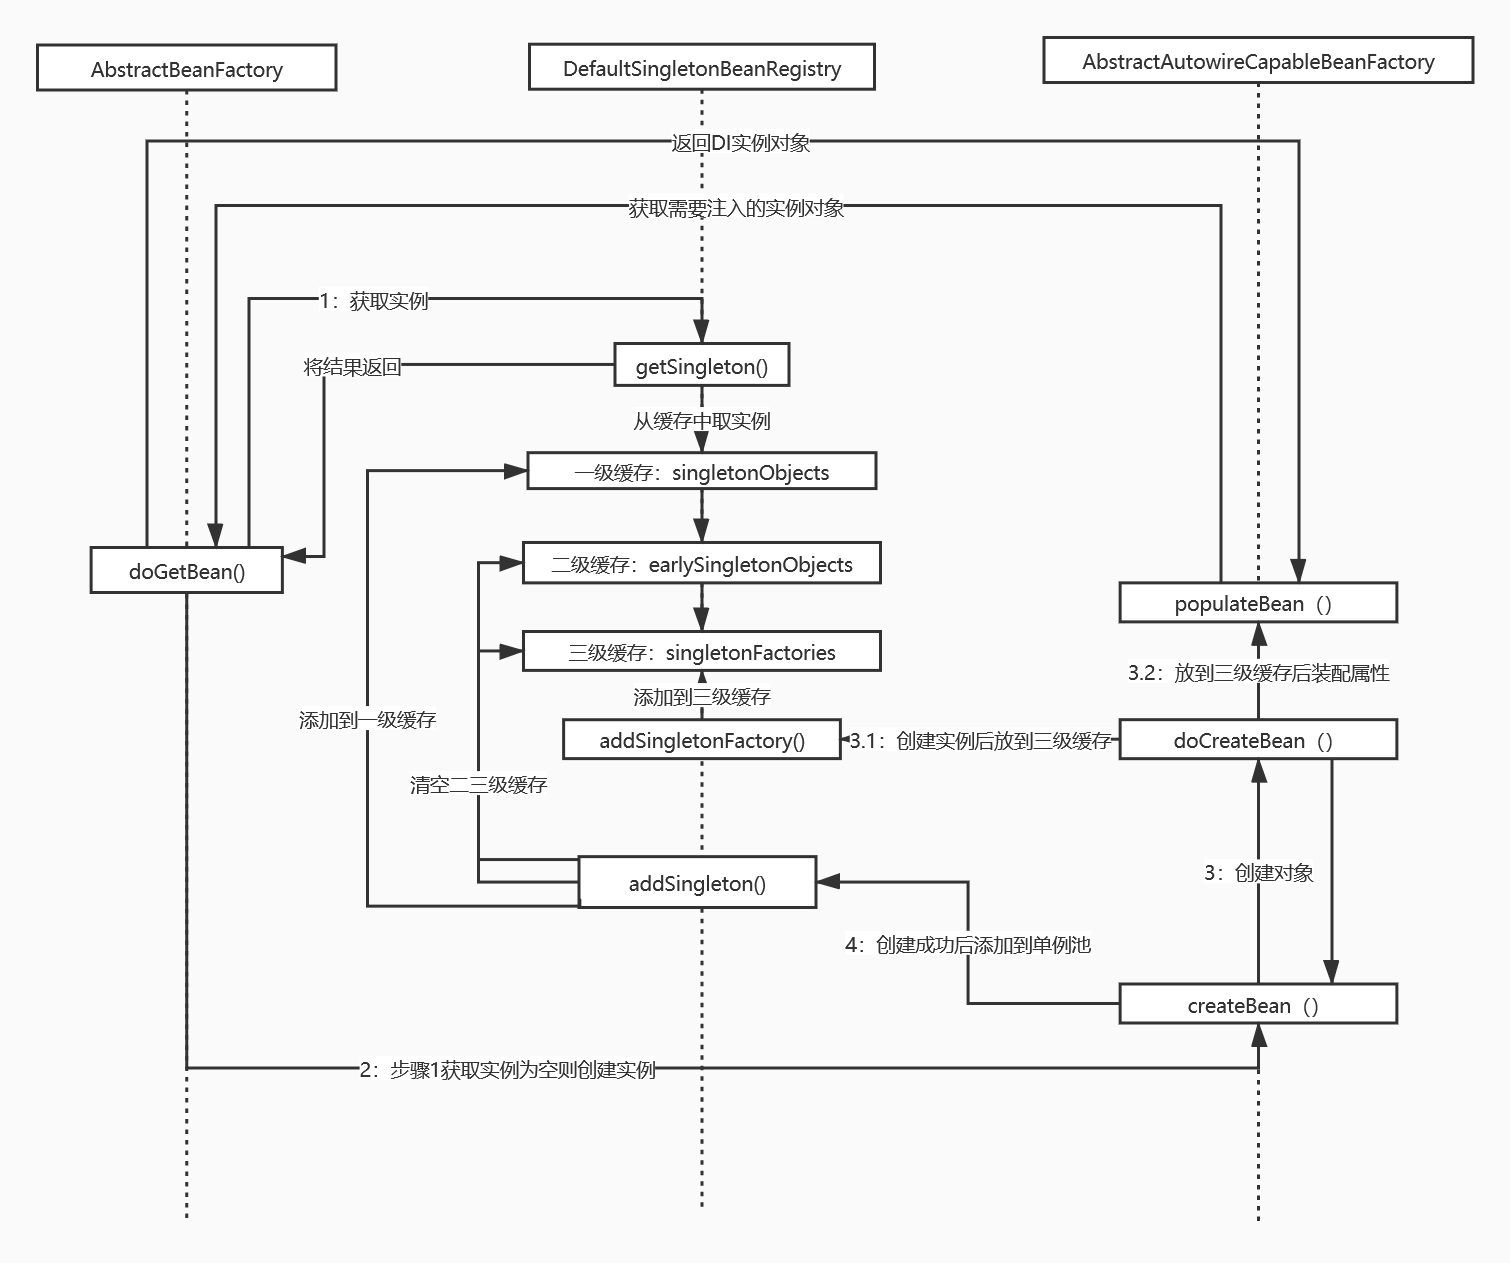 AbstractBeanFactory
DefaultSingletonBeanRegistry
AbstractAutowireCapableBeanFactory
返回DI实例对象
获取需要注入的实例对象
1：获取实例
将结果返回
getSingleton()
从缓存中取实例
一级缓存：singletonObjects
二级缓存：earlySingletonObjects
doGetBean()
populateBean（）
三级缓存：singletonFactories
3.2：放到三级缓存后装配属性
添加到三级缓存
添加到一级缓存
addSingletonFactory()
3.1：创建实例后放到三级缓存
doCreateBean（）
清空二三级缓存
3：创建对象
addSingleton()
4：创建成功后添加到单例池
createBean（）
2：步骤1获取实例为空则创建实例